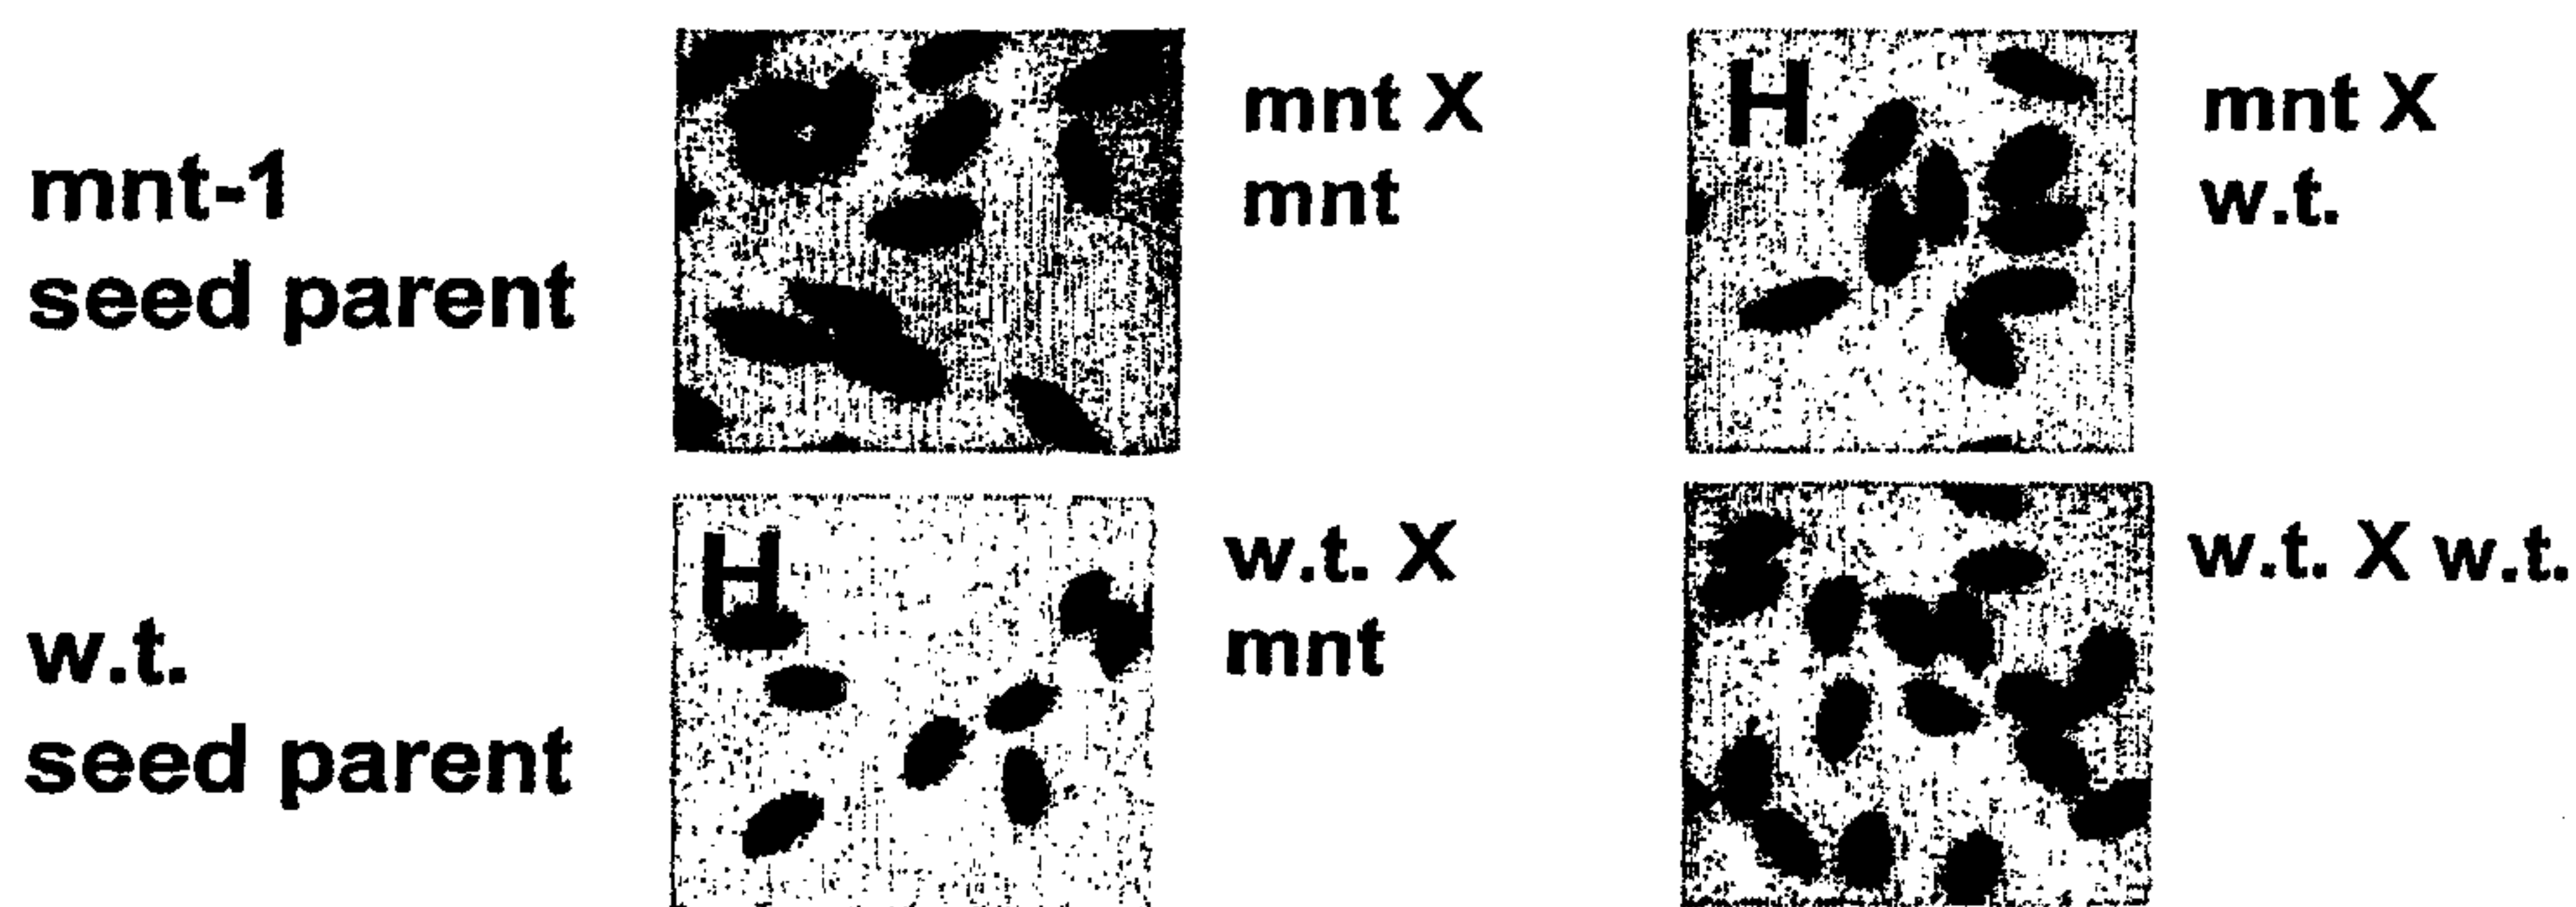 mnt-1
seed parent
mnt X
mnt
H
mnt X
w.t.
w.t.
seed parent
H
w.t. X
mnt
w.t. X w.t.